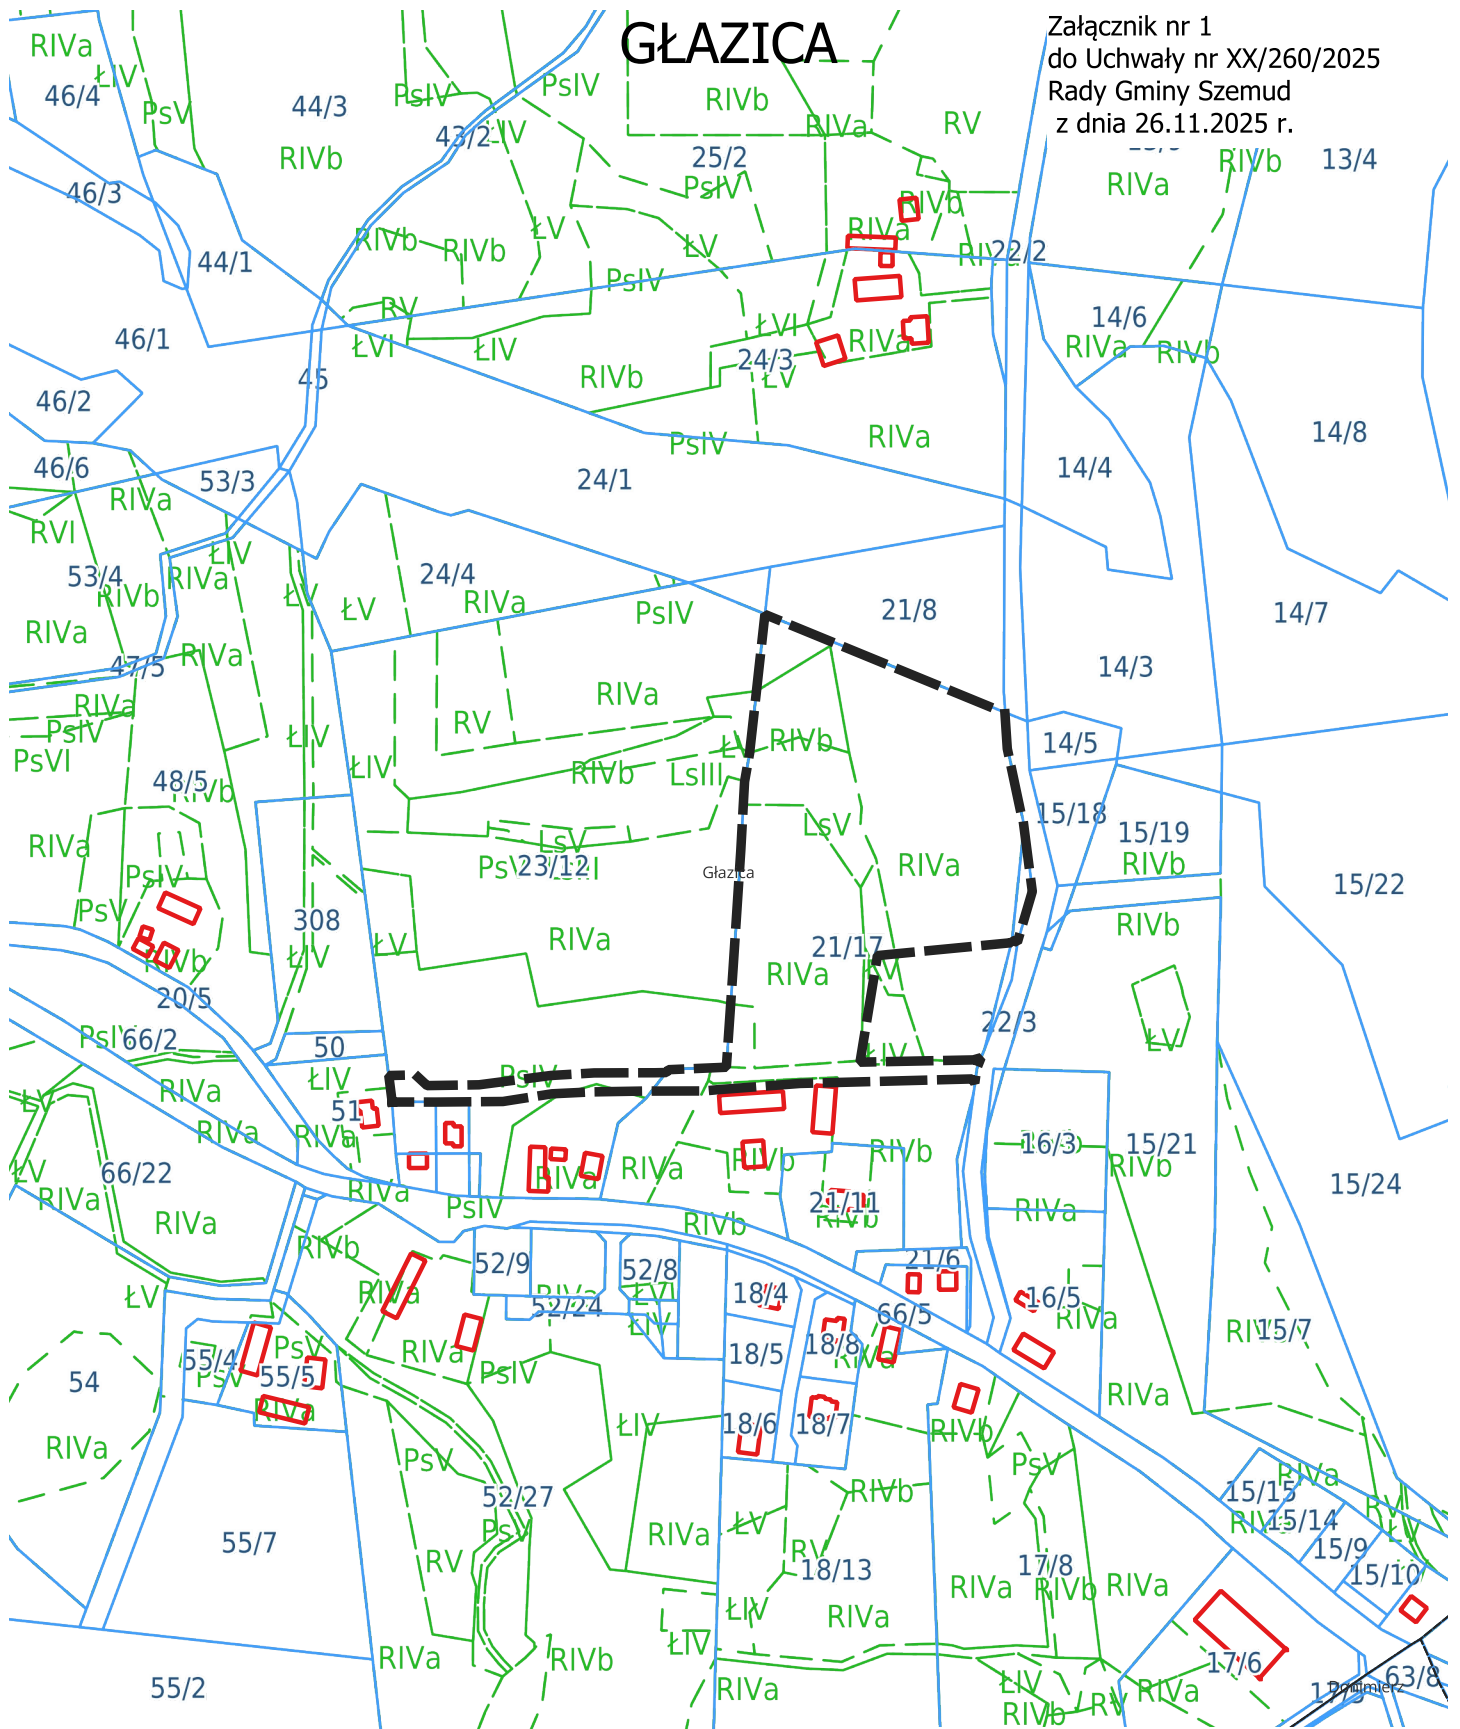 GŁAZICA
Załącznik nr 1
do Uchwały nr XX/260/2025
Rady Gminy Szemud
z dnia 26.11.2025 r.
RIVa
ŁIV
46/4
PsV
44/3
PsIV
PsIV
RIVb
RIVa
RV
43/2
ŁIV
RIVb
25/2
PsIV
RIVa
RIVb
13/4
46/3
RIVb
RIVa
ŁV
RIVb
RIVb
ŁV
44/1
22/2
PsIV
RV
ŁVI
14/6
46/1
ŁVI
ŁIV
24/3
RIVa
RIVa
RIVb
45
RIVb
ŁV
46/2
PsIV
RIVa
14/8
46/6
53/3
24/1
14/4
RIVa
RVI
ŁIV
53/4
RIVa
24/4
RIVb
ŁV
ŁV
RIVa
PsIV
21/8
14/7
RIVa
47/5
RIVa
14/3
RIVa
RIVa
RV
PsIV
ŁIV
RIVb
14/5
PsVI
ŁIV
48/5
RIVb
LsIII
15/18
15/19
RIVa
LsV
LsV
23/12
Głazica
RIVa
RIVb
PsIV
15/22
PsV
308
RIVb
RIVa
ŁV
21/17
RIVb
ŁIV
RIVa
20/5
22/3
66/2
50
ŁIV
ŁV
PsIV
ŁIV
RIVa
ŁV
51
RIVa
RIVa
16/3
15/21
RIVb
ŁV
66/22
RIVa
RIVa
RIVb
RIVb
RIVa
RIVa
PsIV
21/11
RIVb
RIVa
15/24
RIVa
RIVb
RIVb
52/9
52/8
21/6
ŁV
RIVa
52/24
ŁVI
18/4
16/5
ŁIV
66/5
RIVa
15/7
55/4
PsV
RIVa
18/5
18/8
RIVa
54
PsV
55/5
PsIV
RIVa
RIVa
RIVa
ŁIV
18/6
18/7
RIVb
PsV
PsV
52/27
RIVb
15/15
RIVa
55/7
PsV
RIVa
ŁV
15/14
RV
RV
18/13
17/8
15/9
15/10
RIVa
RIVb
RIVa
ŁIV
RIVa
ŁIV
RIVa
RIVb
17/6
55/2
RIVa
ŁIV
RIVb
RV
RIVa
63/8